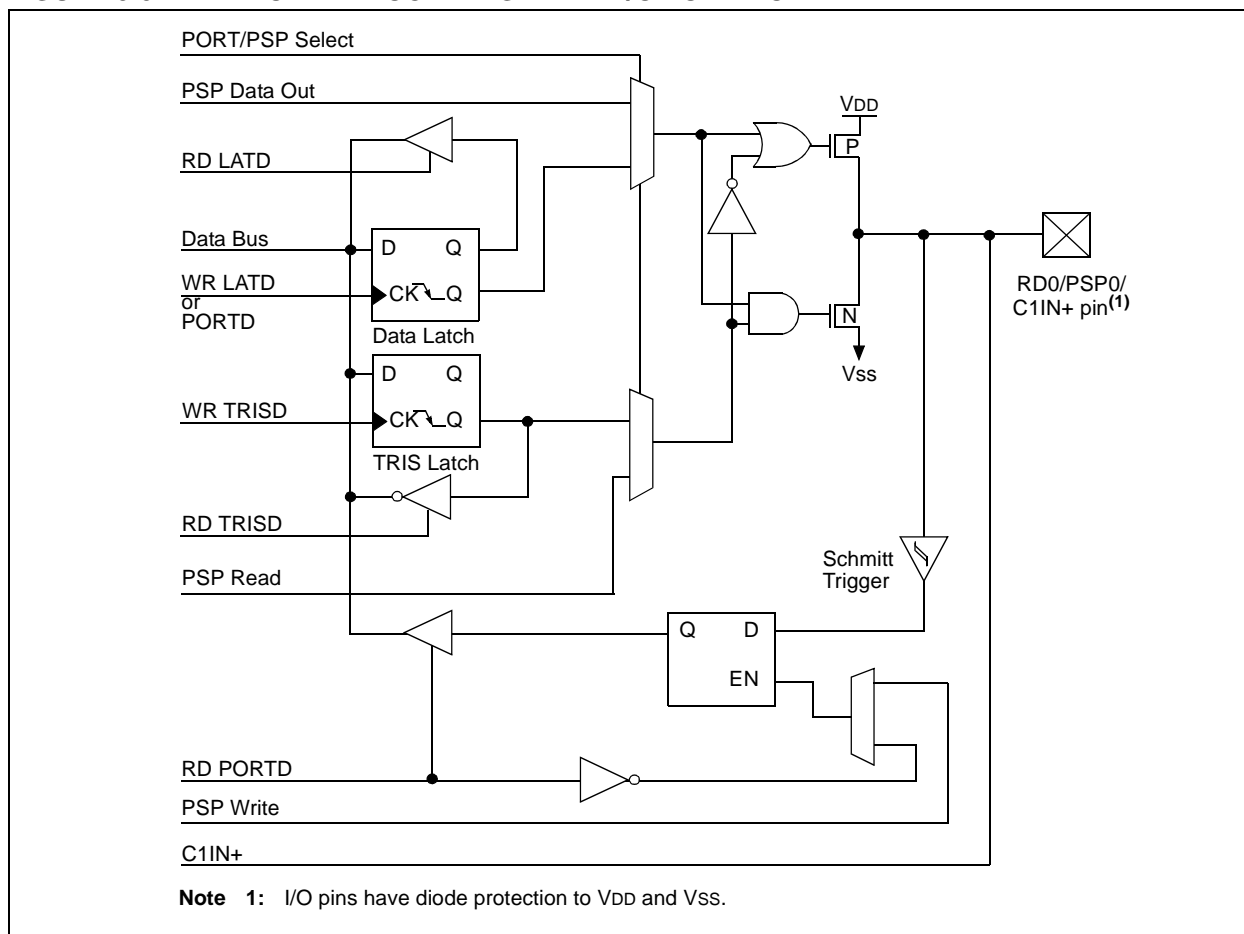 PORT/PSP Select
PSP Data Out
VDD
RD LATD
P
Data Bus
D Q
WR LATD
or
PORTD
CK Q
Data Latch
RD0/PSP0/
C1IN+ pin(1)
N
Vss
D Q
WR TRISD
CK Q
TRIS Latch
RD TRISD
Schmitt
Trigger
PSP Read
Q D
EN
RD PORTD
PSP Write
C1IN+
Note 1: I/O pins have diode protection to VDD and VSS.